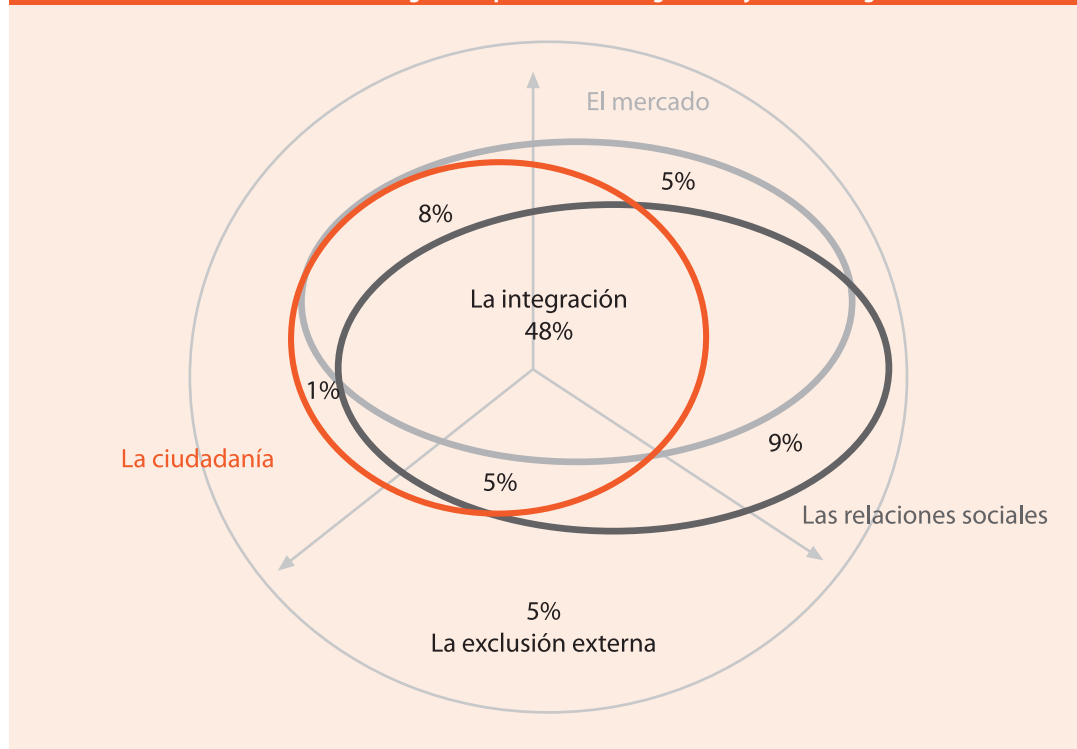 El mercado
5%
8%
La integración
48%
1%
9%
La ciudadanía
5%
Las relaciones sociales
5%
La exclusión externa